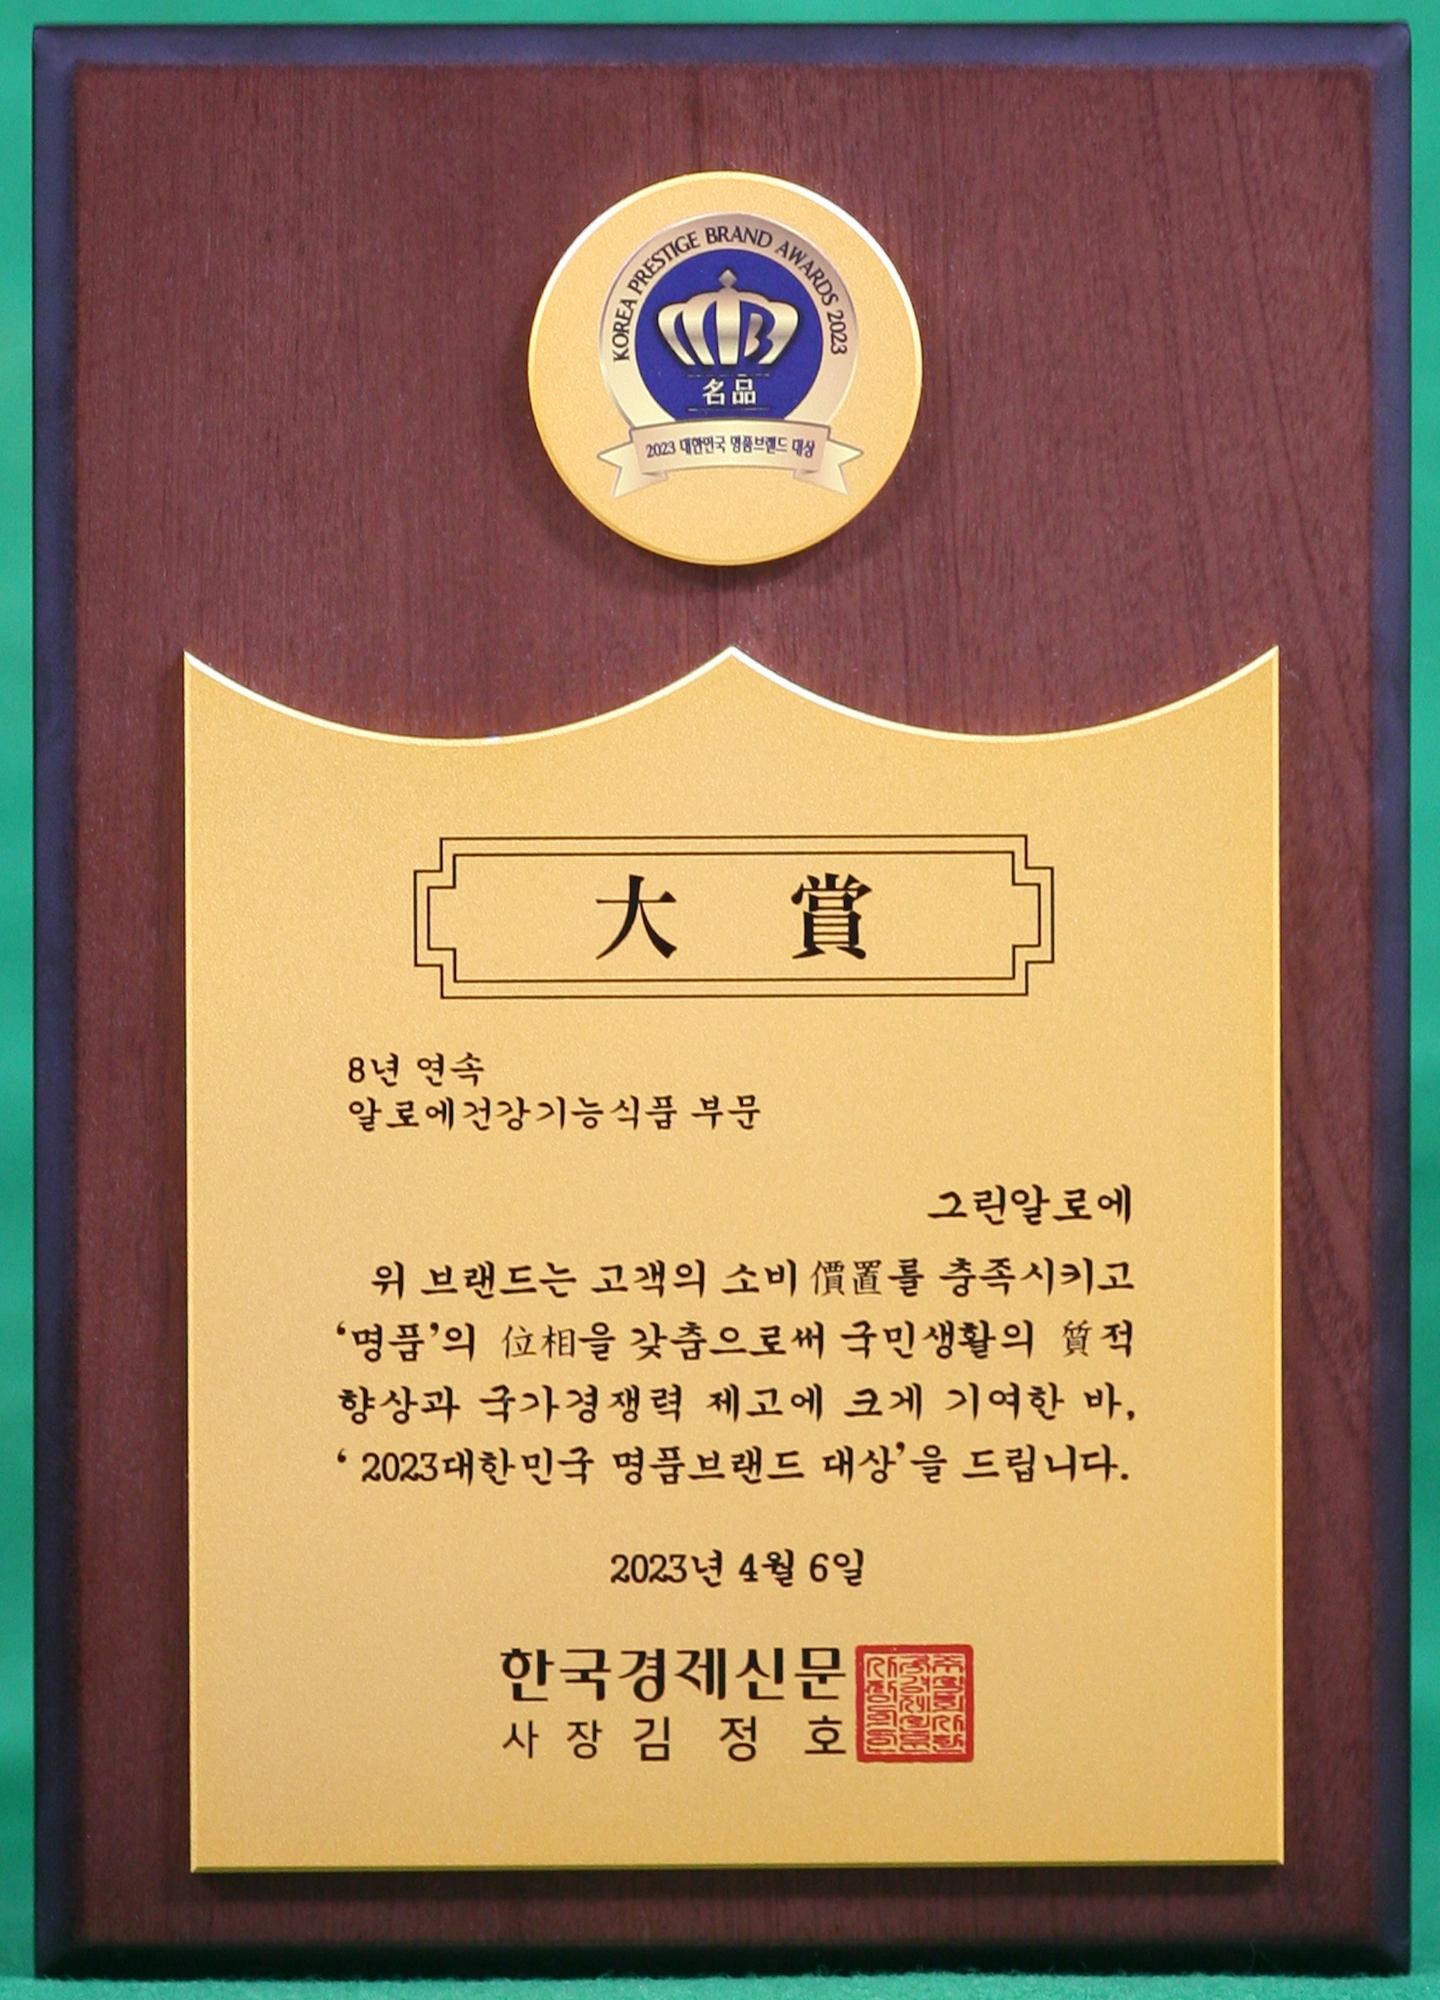 KOREA PRESTIGE BRAND AWARDS 2023
名品
2023 대한민국 명품브랜드 대상
大 賞
8년 연속
알로에건강기능식품 부문
그린알로에
위 브랜드는 고객의 소비 價置를 충족시키고
‘명품’의 位相을 갖춤으로써 국민생활의 質적
향상과 국가경쟁력 제고에 크게 기여한 바,
‘ 2023대한민국 명품브랜드 대상’을 드립니다.
2023년 4월 6일
한국경제신문
사 장 김 정 호